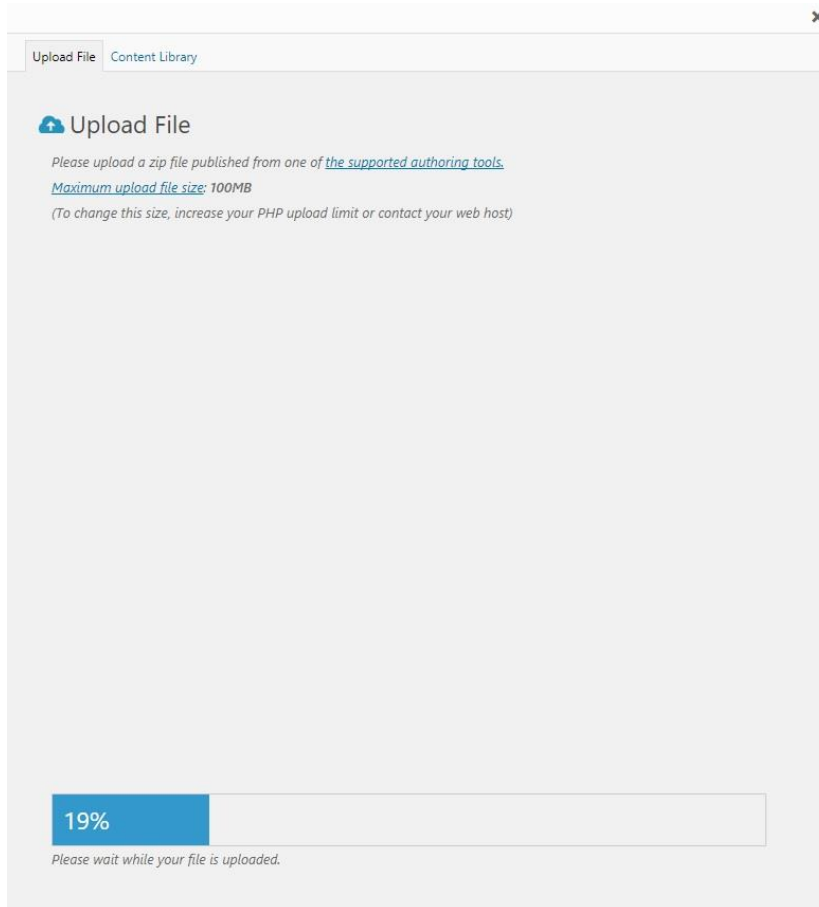 Upload File Content Library
Upload File
Please upload a zip file published from one of the supported authoring tools.
Maximum upload file size: 100MB
(To change this size, increase your PHP upload limit or contact your web host)
19%
Please wait while your file is uploaded.